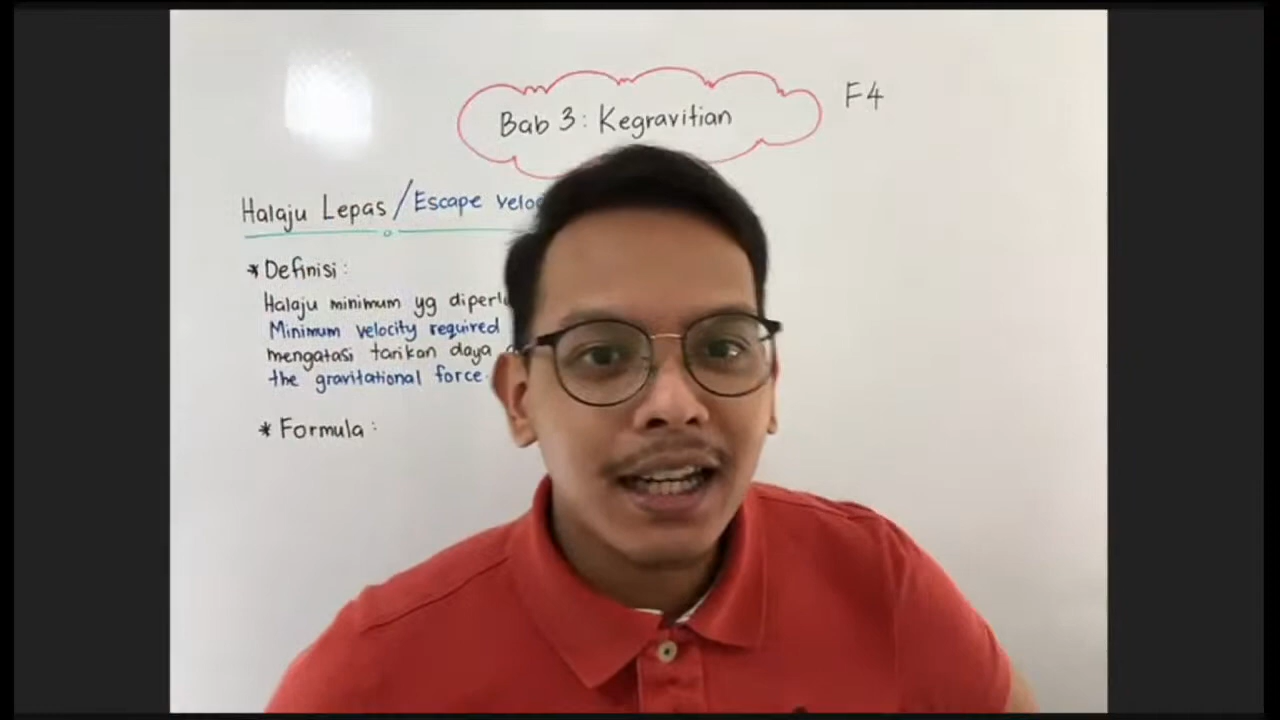 Bab 3: Kegravitian
F4
Halaju Lepas / Escape
* Definisi :
Halaju minimum yg
Minimum velocity required
mengatasi tarikan daya
the gravitational force.
* Formula :